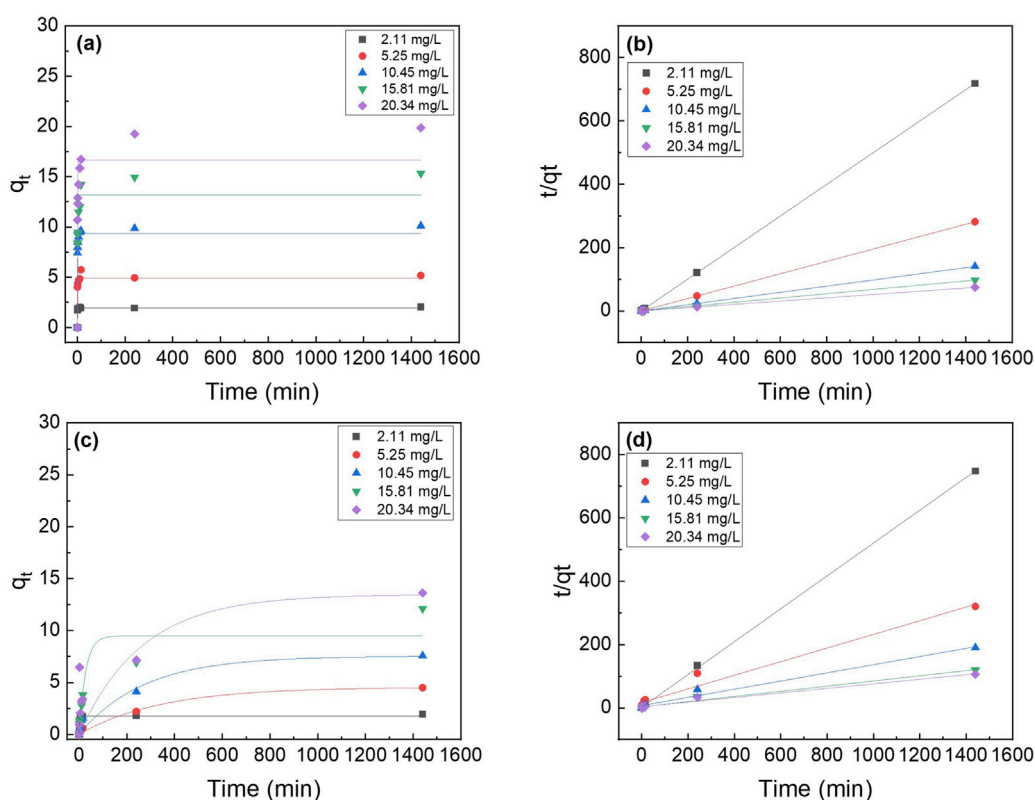 (a)
2.11 mg/L
5.25 mg/L
10.45 mg/L
15.81 mg/L
20.34 mg/L
30
25
20
15
10
5
0
qt
0 200 400 600 800 1000 1200 1400 1600
Time (min)
(b)
2.11 mg/L
5.25 mg/L
10.45 mg/L
15.81 mg/L
20.34 mg/L
800
600
400
200
0
t/qt
0 200 400 600 800 1000 1200 1400 1600
Time (min)
(c)
2.11 mg/L
5.25 mg/L
10.45 mg/L
15.81 mg/L
20.34 mg/L
30
25
20
15
10
5
0
qt
0 200 400 600 800 1000 1200 1400 1600
Time (min)
(d)
2.11 mg/L
5.25 mg/L
10.45 mg/L
15.81 mg/L
20.34 mg/L
800
600
400
200
0
t/qt
0 200 400 600 800 1000 1200 1400 1600
Time (min)